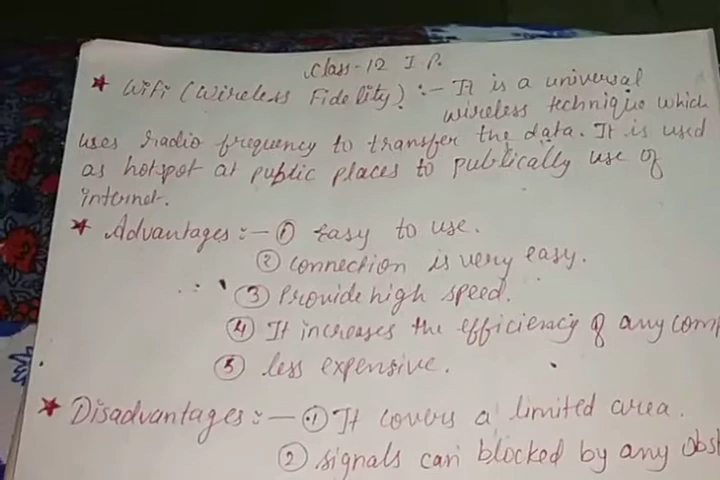 Class-12 I.P.
WiFi (Wireless Fidelity) :- It is a universal
wireless technique which
uses radio frequency to transfer the data. It is used
as hotspot at public places to publically use of
internet.
Advantages :- ① Easy to use.
② connection is very easy.
③ Provide high speed.
④ It increases the efficiency of any
⑤ less expensive.
Disadvantages :- ① It covers a limited area.
② signals can blocked by any